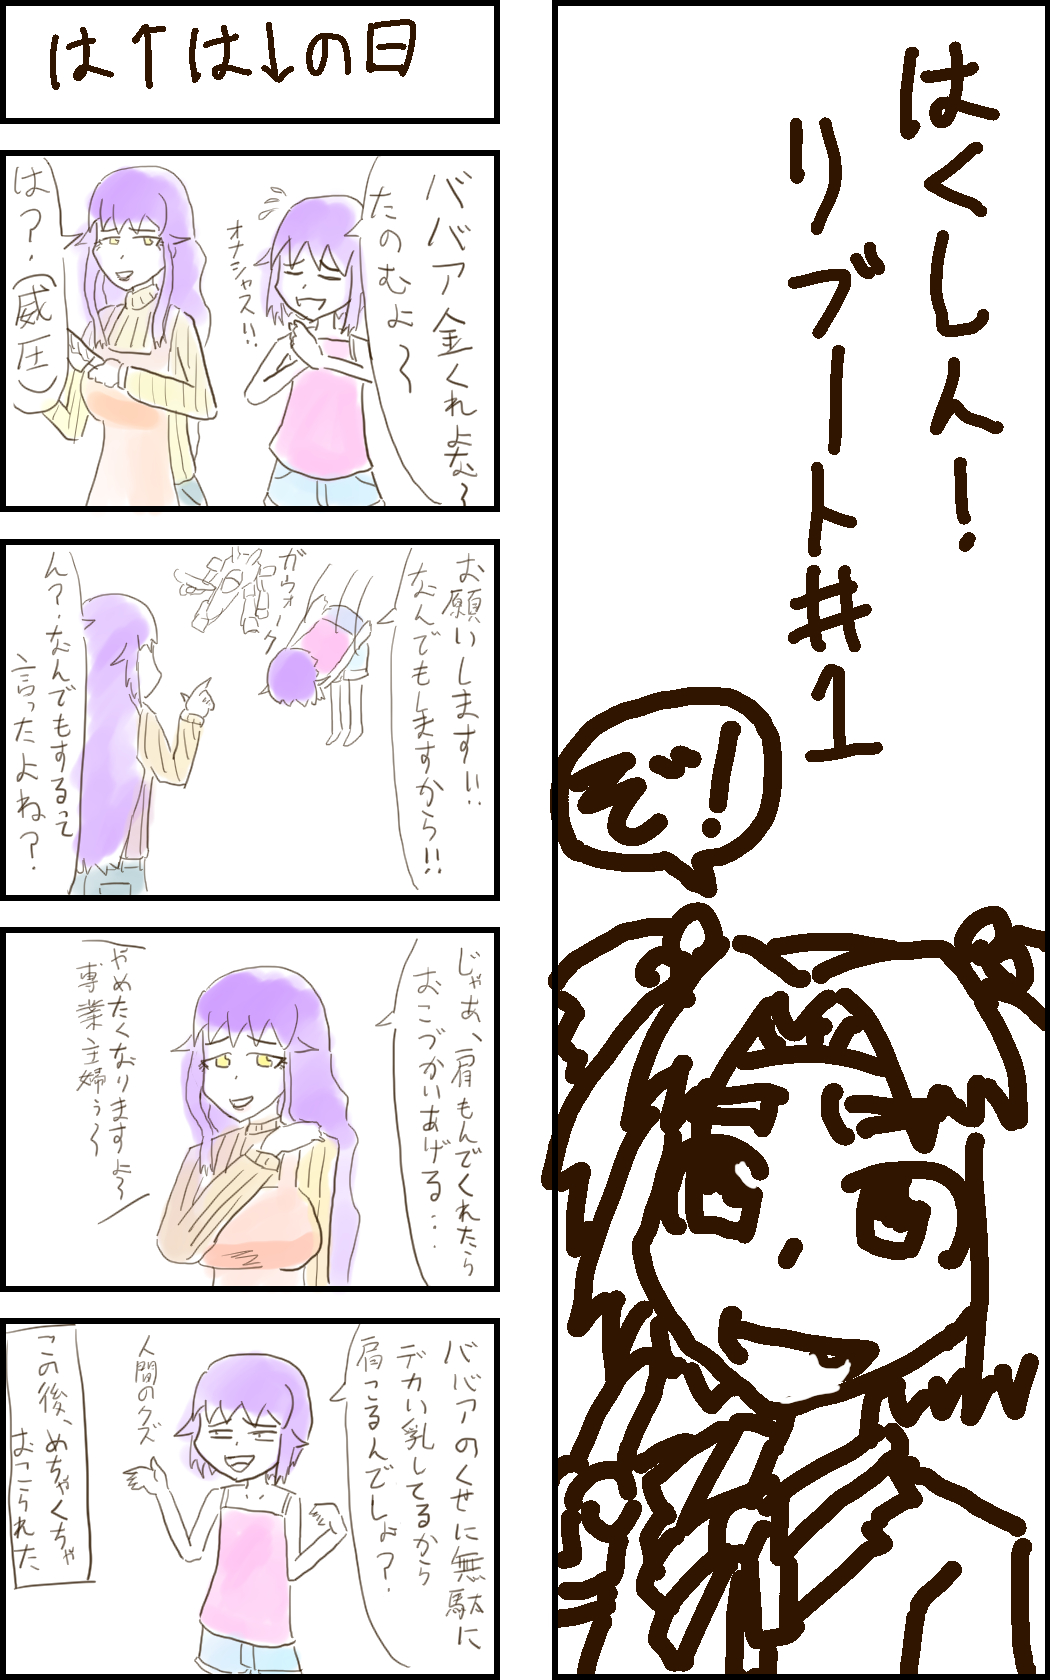 はくしん!
リブート#1
ぞ!
は↑は↓の日
ババア金くれよな~
たのむよ~
オナシャス!!
は?(威圧)
お願いします!!
なんでもしますから!!
ガウォーク
ん?なんでもするって
言ったよね?
じゃあ、肩もんでくれたら
おこづかいあげる...
やめたくなりますよ~
専業主婦ぅ~
ババアのくせに無駄に
デカい乳してるから
肩こるんでしょ?
人間のクズ
この後、めちゃくちゃ
おこられた